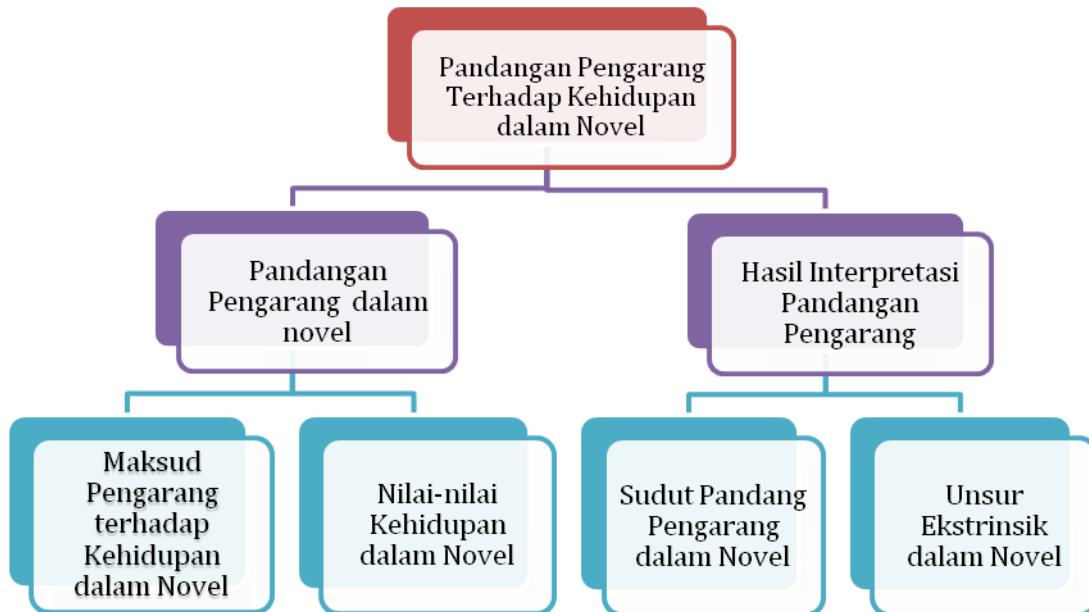 Pandangan Pengarang
Terhadap Kehidupan
dalam Novel
Pandangan
Pengarang dalam
novel
Hasil Interpretasi
Pandangan
Pengarang
Maksud
Pengarang
terhadap
Kehidupan
dalam Novel
Nilai-nilai
Kehidupan
dalam Novel
Sudut Pandang
Pengarang
dalam Novel
Unsur
Ekstrinsik
dalam Novel